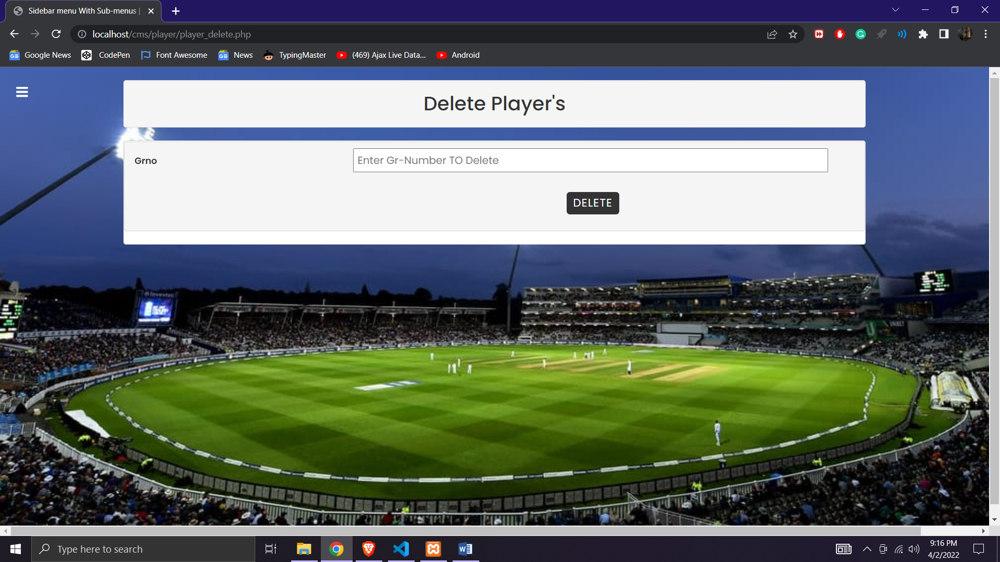 Sidebar menu With Sub-menus |
localhost/cms/player/player_delete.php
Google News
CodePen
Font Awesome
News
TypingMaster
(469) Ajax Live Data...
Android
Delete Player's
Grno
Enter Gr-Number TO Delete
DELETE
Investec
Type here to search
9:16 PM
4/2/2022